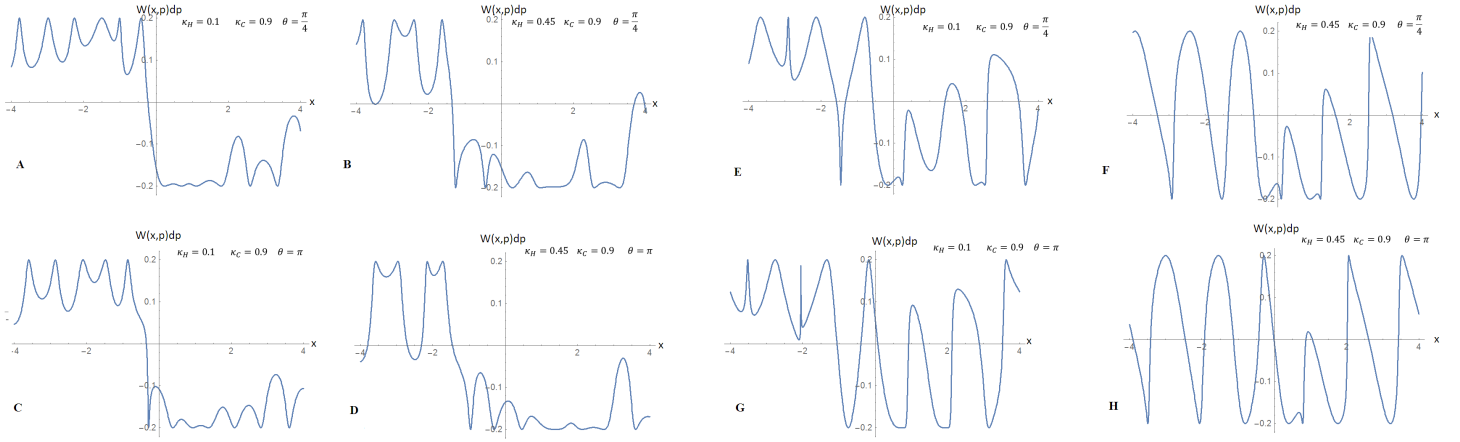 W(x,p)dp
κ_H = 0.1 κ_C = 0.9 θ = π/4
0.2
0.1
-4 -2 2 4 x
-0.1
-0.2
A
W(x,p)dp
κ_H = 0.45 κ_C = 0.9 θ = π/4
0.2
0.1
-4 -2 2 4 x
-0.1
-0.2
B
W(x,p)dp
κ_H = 0.1 κ_C = 0.9 θ = π/4
0.2
0.1
-4 -2 2 4 x
-0.1
-0.2
E
W(x,p)dp
κ_H = 0.45 κ_C = 0.9 θ = π/4
0.2
0.1
-4 -2 2 4 x
-0.1
-0.2
F
W(x,p)dp
κ_H = 0.1 κ_C = 0.9 θ = π
0.2
0.1
-4 -2 2 4 x
-0.1
-0.2
C
W(x,p)dp
κ_H = 0.45 κ_C = 0.9 θ = π
0.2
0.1
-4 -2 2 4 x
-0.1
-0.2
D
W(x,p)dp
κ_H = 0.1 κ_C = 0.9 θ = π
0.2
0.1
-4 -2 2 4 x
-0.1
-0.2
G
W(x,p)dp
κ_H = 0.45 κ_C = 0.9 θ = π
0.2
0.1
-4 -2 2 4 x
-0.1
-0.2
H